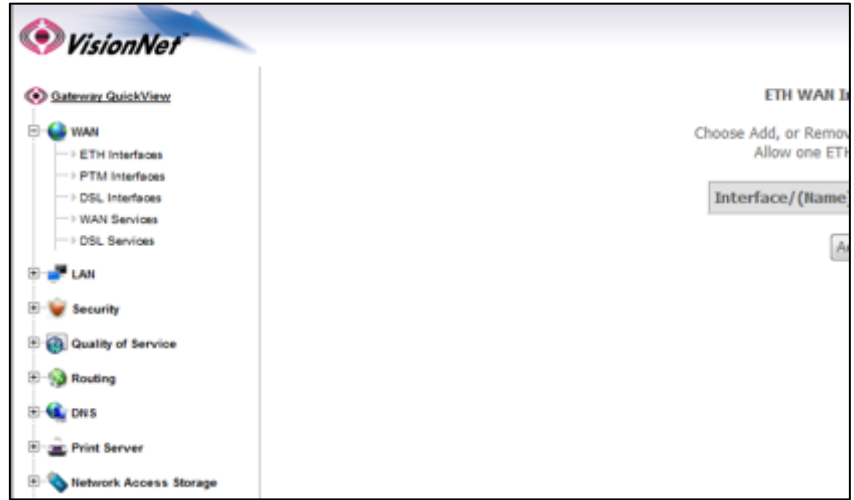 VisionNet
Gateway QuickView
WAN
ETH Interfaces
PTM Interfaces
DSL Interfaces
WAN Services
DSL Services
LAN
Security
Quality of Service
Routing
DNS
Print Server
Network Access Storage
ETH WAN
Choose Add, or Remov
Allow one ETH
Interface/(Name)